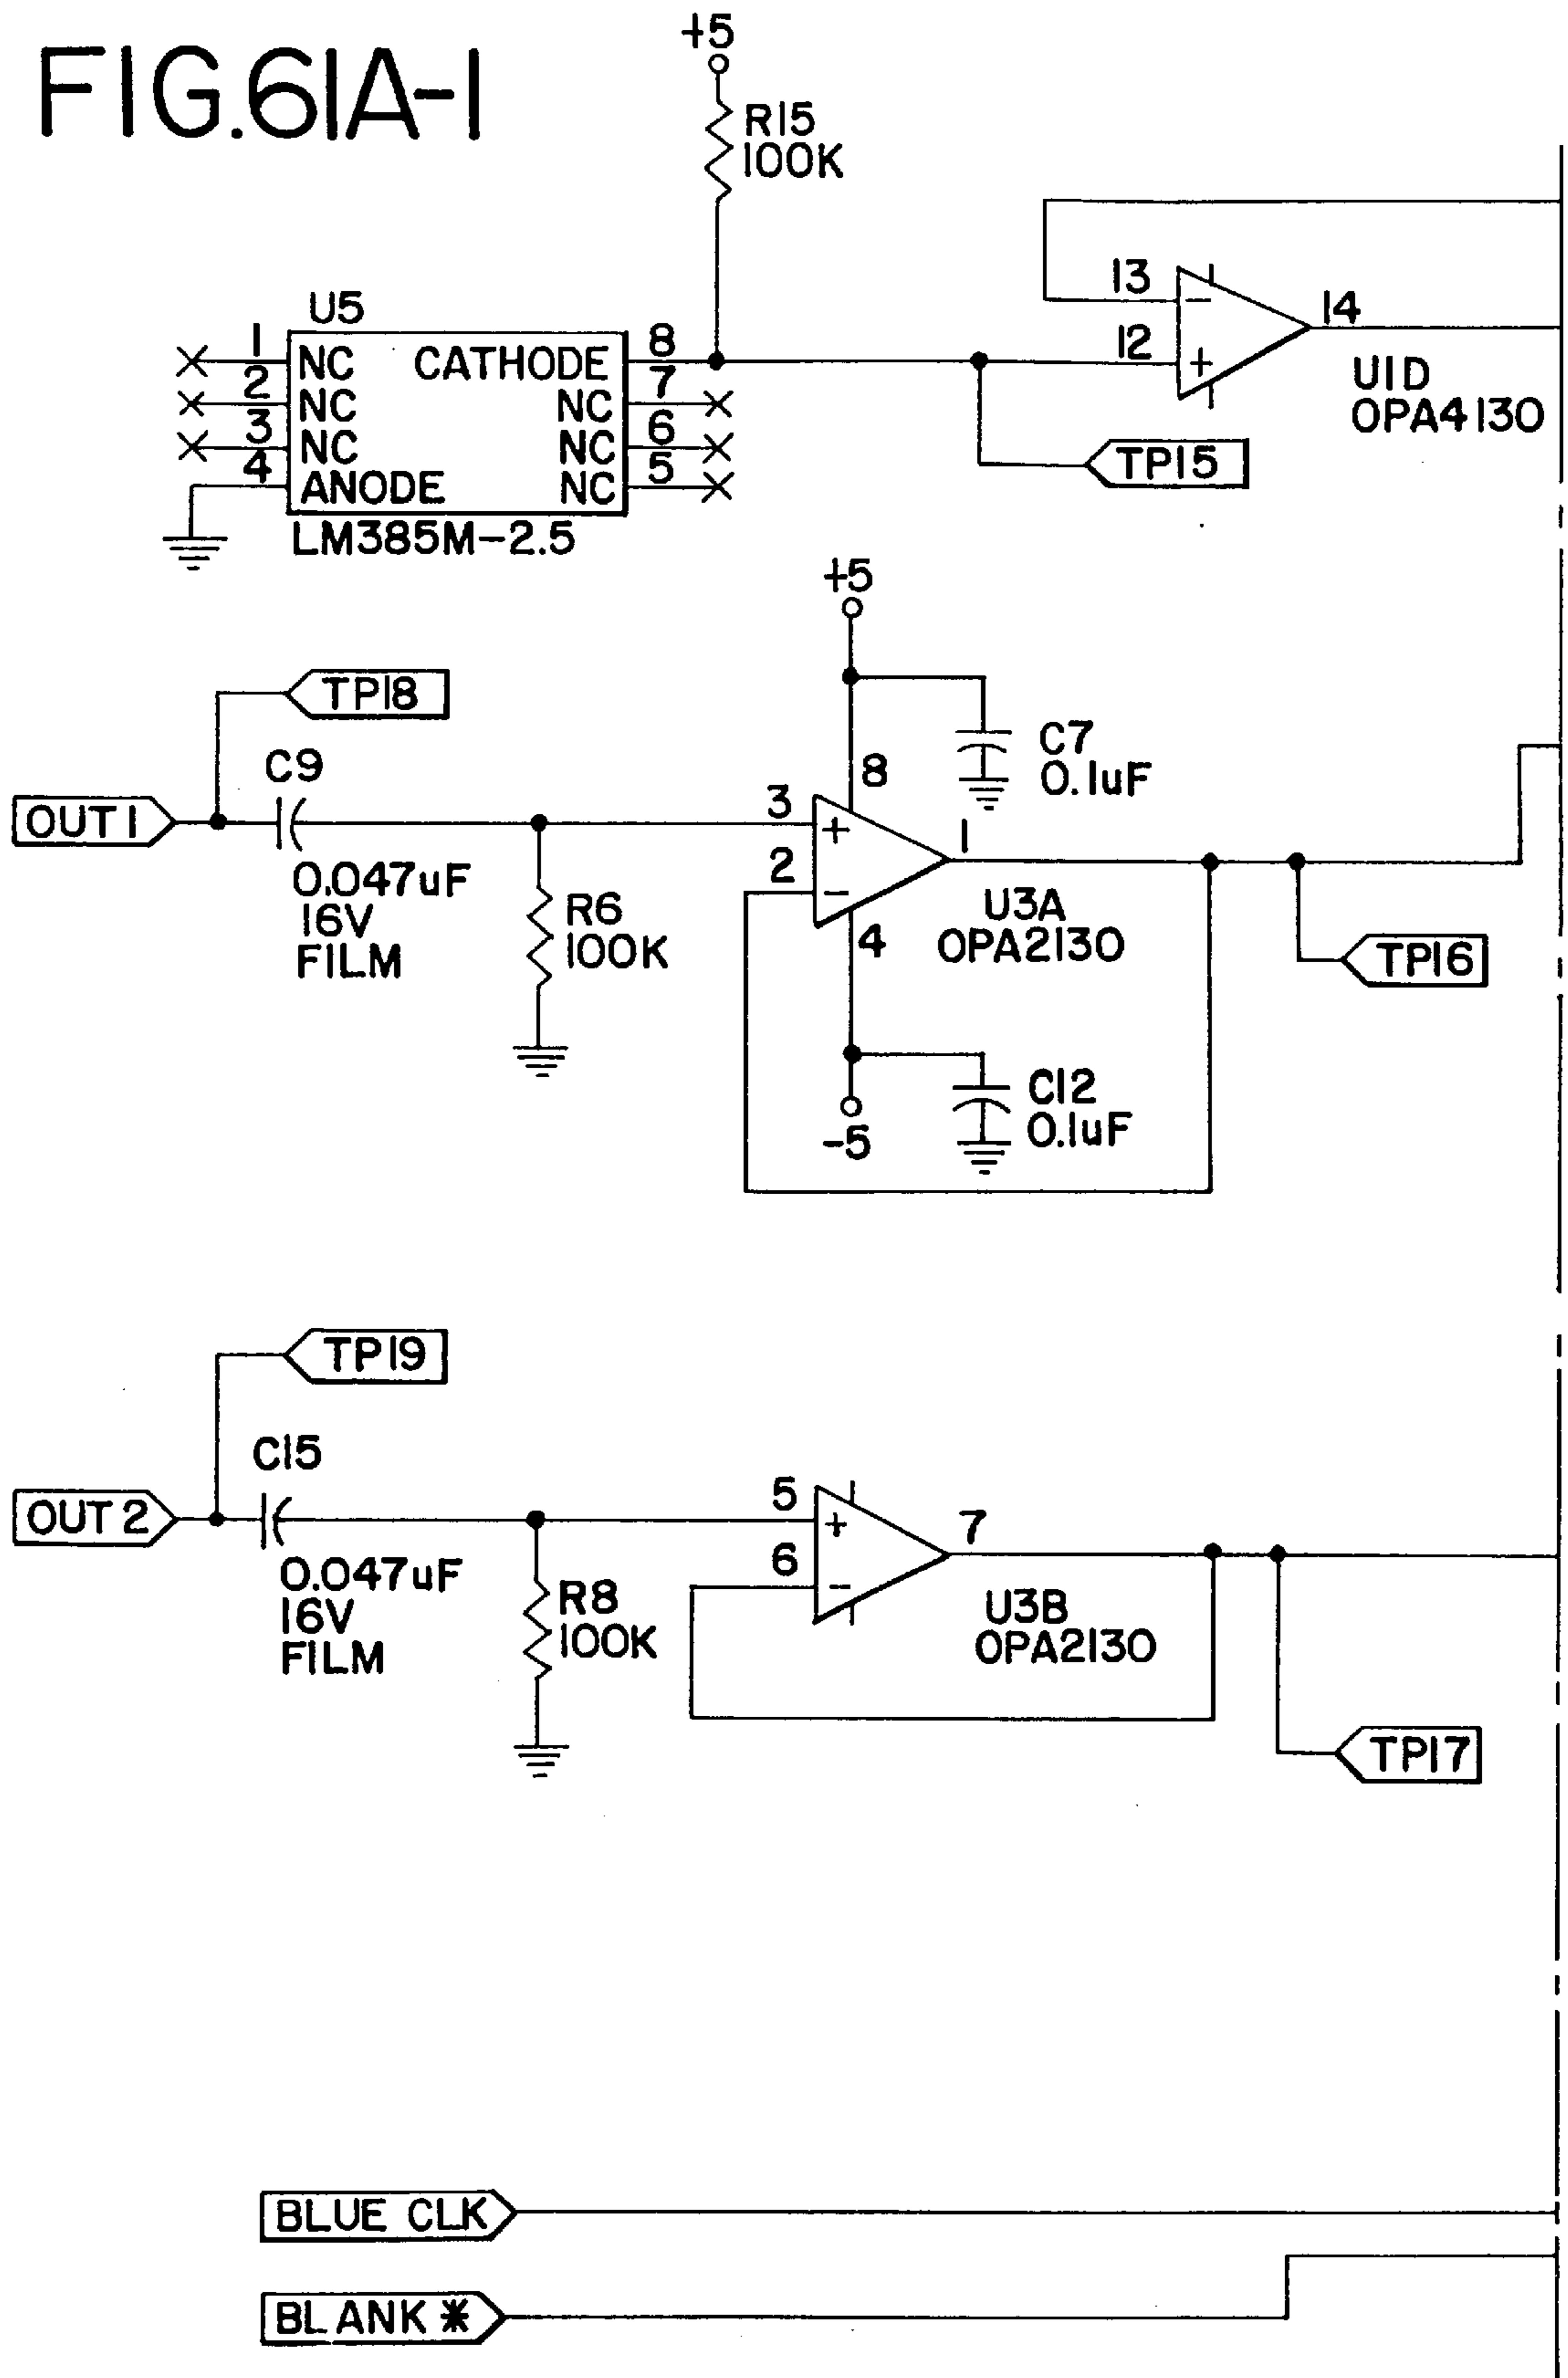 FIG.61A-1
+5
R15
100K
U5
1 NC CATHODE 8
2 NC NC 7
3 NC NC 6
4 ANODE NC 5
LM385M-2.5
13 -
12 +
14
U1D
OPA4130
TP15
+5
C7
0.1uF
8
TP18
C9
OUT1
0.047uF
16V
FILM
R6
100K
3 +
2 -
1
4
U3A
OPA2130
TP16
C12
0.1uF
-5
TP19
C15
OUT2
0.047uF
16V
FILM
R8
100K
5 +
6 -
7
U3B
OPA2130
TP17
BLUE CLK
BLANK *